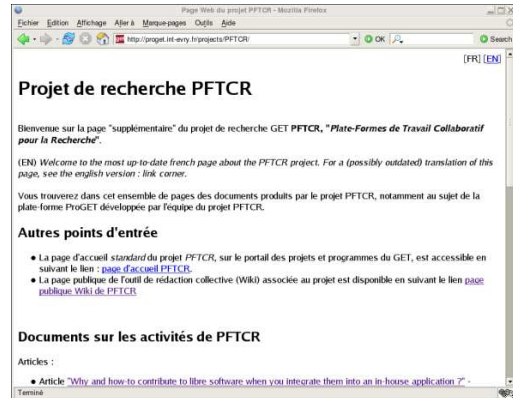 Page Web du projet PFTCR - Mozilla Firefox
Fichier Edition Affichage Aller à Marque-pages Outils Aide
http://proget.int-evry.fr/projects/PFTCR/ OK Search
[FR] [EN]
Projet de recherche PFTCR
Bienvenue sur la page "supplémentaire" du projet de recherche GET PFTCR, "Plate-Formes de Travail Collaboratif
pour la Recherche".
(EN) Welcome to the most up-to-date french page about the PFTCR project. For a (possibly outdated) translation of this
page, see the english version : link corner.
Vous trouverez dans cet ensemble de pages des documents produits par le projet PFTCR, notamment au sujet de la
plate-forme ProGET développée par l'équipe du projet PFTCR.
Autres points d'entrée
• La page d'accueil standard du projet PFTCR, sur le portail des projets et programmes du GET, est accessible en
suivant le lien : page d'accueil PFTCR.
• La page publique de l'outil de rédaction collective (Wiki) associée au projet est disponible en suivant le lien page
publique Wiki de PFTCR
Documents sur les activités de PFTCR
Articles :
• Article "Why and how-to contribute to libre software when you integrate them into an in-house application ?" -
Terminé